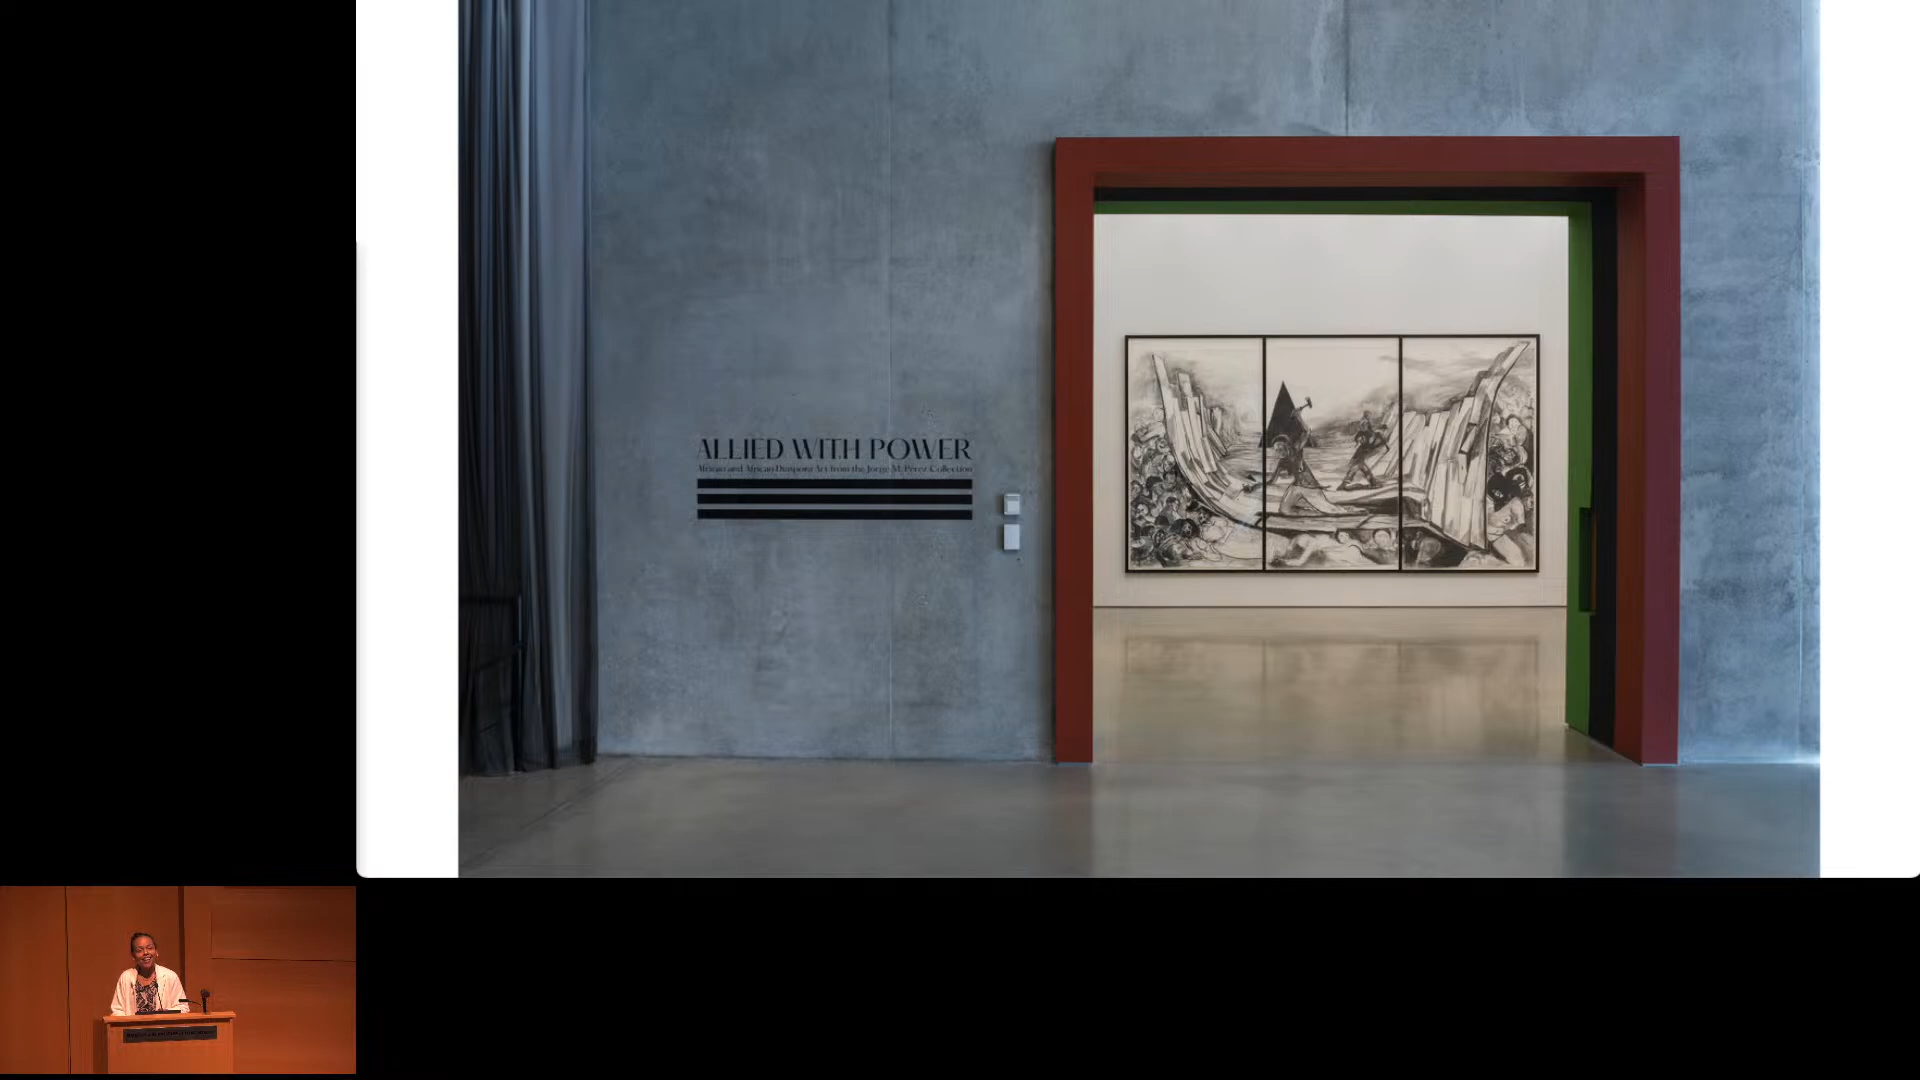 ALLIED WITH POWER
African and African Diaspora Art from the Jorge M. Pérez Collection